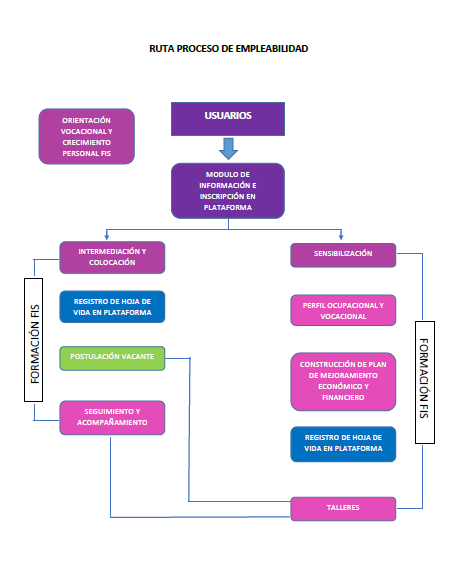 RUTA PROCESO DE EMPLEABILIDAD
ORIENTACIÓN
VOCACIONAL Y
CRECIMIENTO
PERSONAL FIS
USUARIOS
MODULO DE
INFORMACIÓN E
INSCRIPCIÓN EN
PLATAFORMA
INTERMEDIACIÓN Y
COLOCACIÓN
SENSIBILIZACIÓN
FORMACIÓN FIS
REGISTRO DE HOJA DE
VIDA EN PLATAFORMA
PERFIL OCUPACIONAL Y
VOCACIONAL
POSTULACIÓN VACANTE
CONSTRUCCIÓN DE PLAN
DE MEJORAMIENTO
ECONÓMICO Y
FINANCIERO
FORMACIÓN FIS
SEGUIMIENTO Y
ACOMPAÑAMIENTO
REGISTRO DE HOJA DE
VIDA EN PLATAFORMA
TALLERES